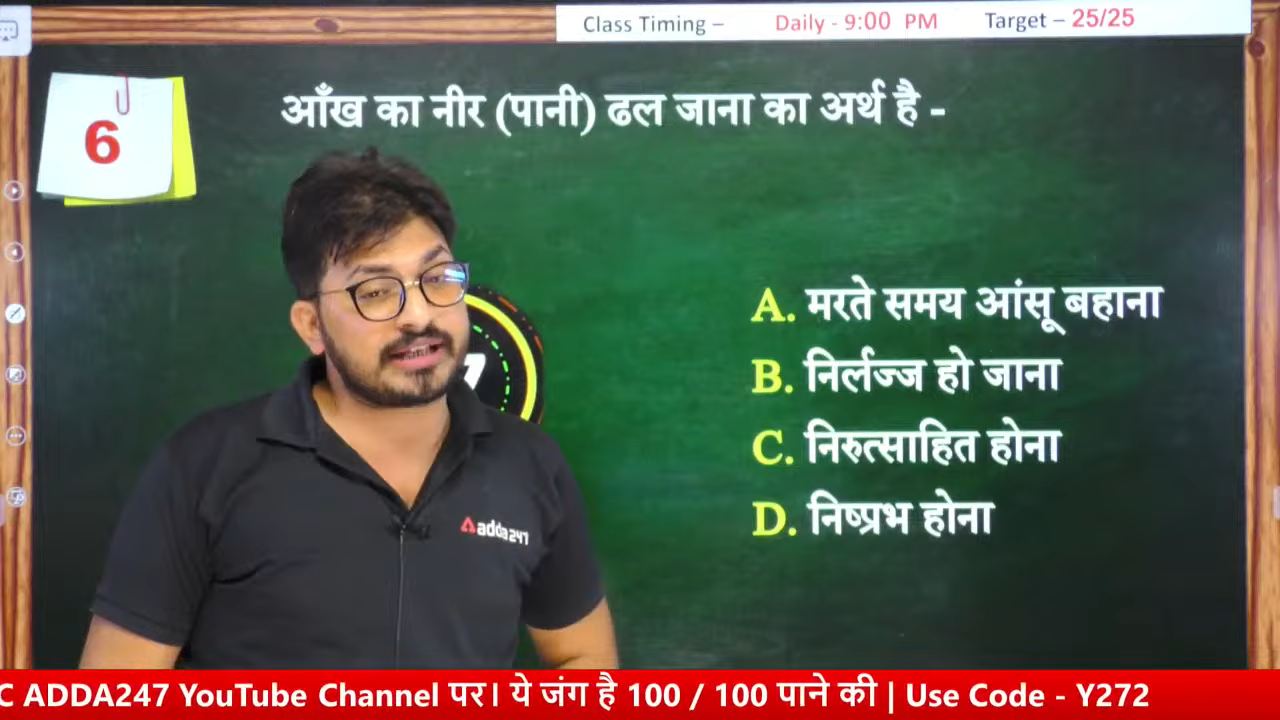 Class Timing – Daily - 9:00 PM Target – 25/25
6
आँख का नीर (पानी) ढल जाना का अर्थ है -
A. मरते समय आंसू बहाना
B. निर्लज्ज हो जाना
C. निरुत्साहित होना
D. निष्प्रभ होना
7
adda247
C ADDA247 YouTube Channel पर। ये जंग है 100 / 100 पाने की | Use Code - Y272